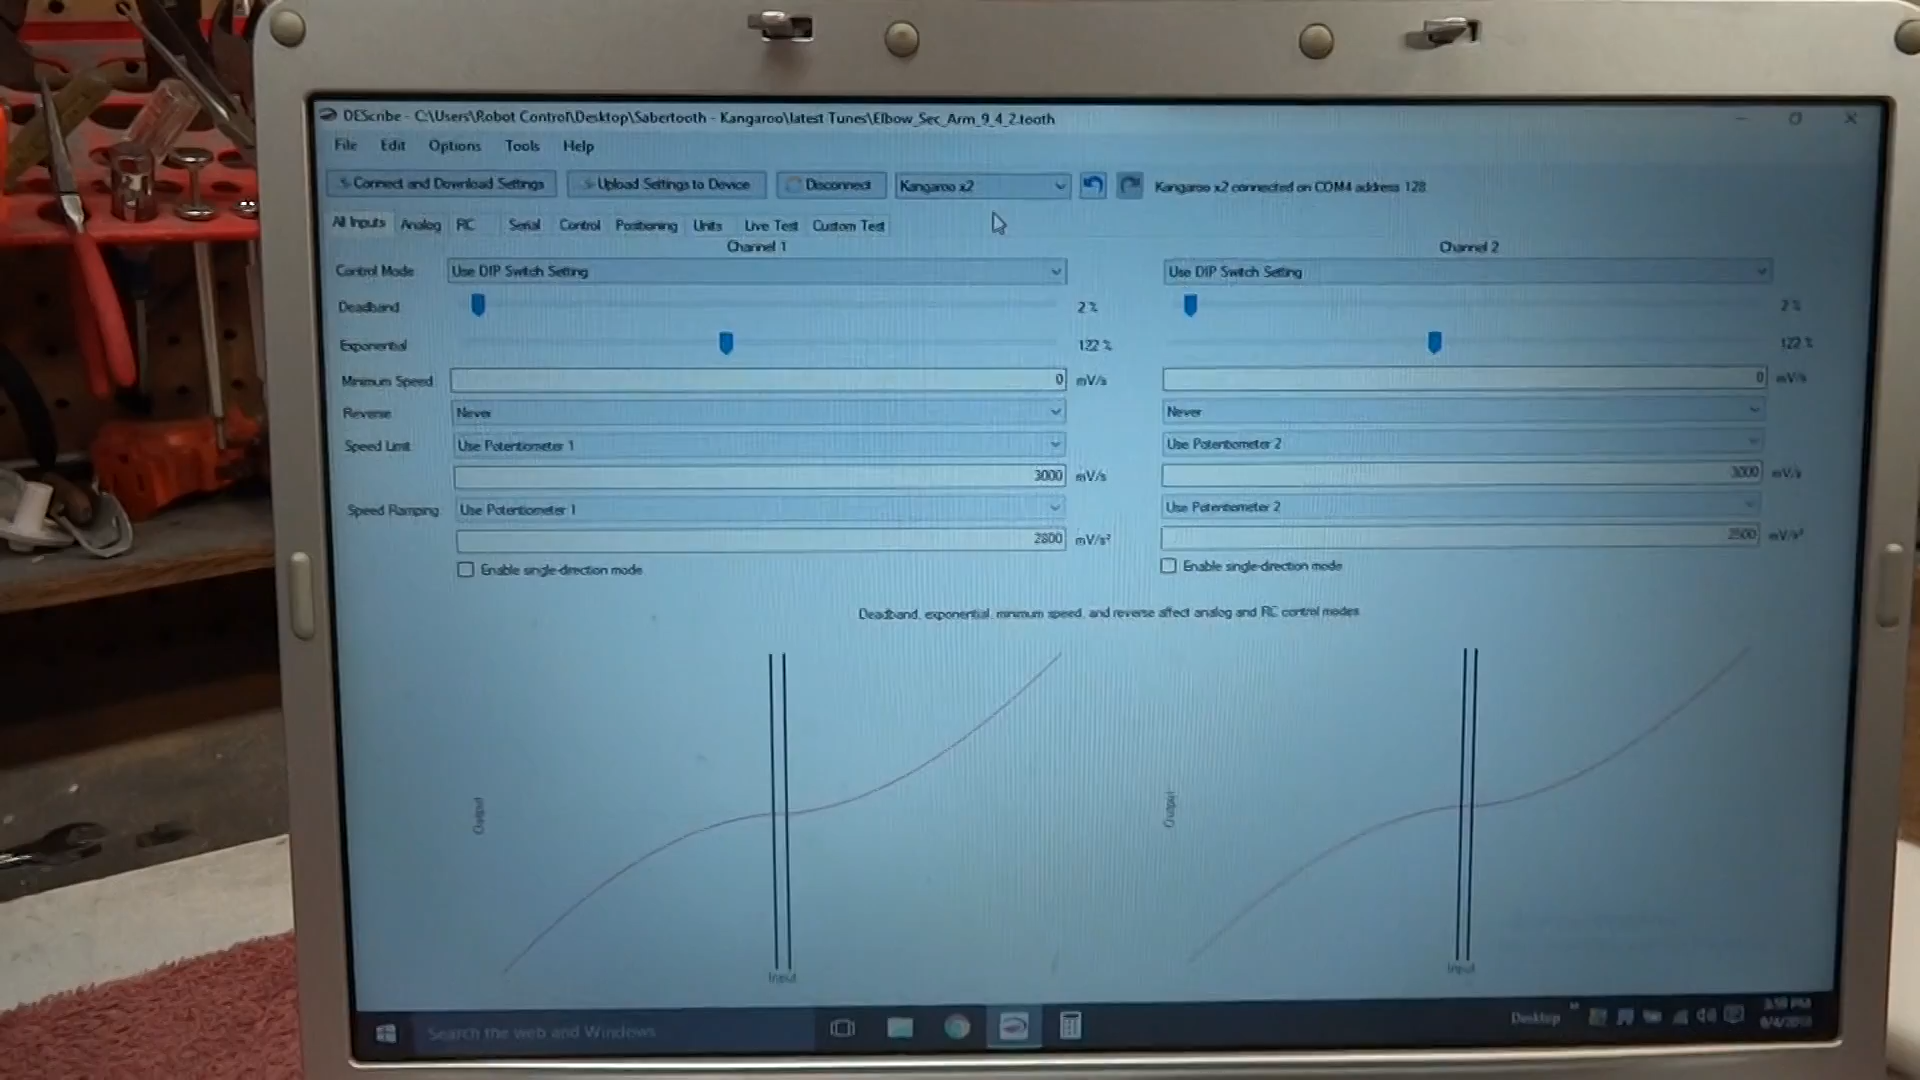 DEScribe - C:\Users\Robot Control\Desktop\Sabertooth - Kangaroo\latest Tunes\Elbow_Sec_Arm_9_4_2.tooth
File Edit Options Tools Help
Connect and Download Settings Upload Settings to Device Disconnect Kangaroo x2 Kangaroo x2 connected on COM4 address 128
All Inputs Analog RC Serial Control Positioning Units Live Test Custom Test
Channel 1 Channel 2
Control Mode Use DIP Switch Setting Use DIP Switch Setting
Deadband 2 % 2 %
Exponential 122 % 122 %
Minimum Speed 0 mV/s 0 mV/s
Reverse Never Never
Speed Limit Use Potentiometer 1 Use Potentiometer 2
3000 mV/s 3000 mV/s
Speed Ramping Use Potentiometer 1 Use Potentiometer 2
2800 mV/s² mV/s²
Enable single-direction mode Enable single-direction mode
Deadband, exponential, minimum speed, and reverse affect analog and RC control modes.
Output Output
Input Input
Search the web and Windows Desktop 3:59 PM